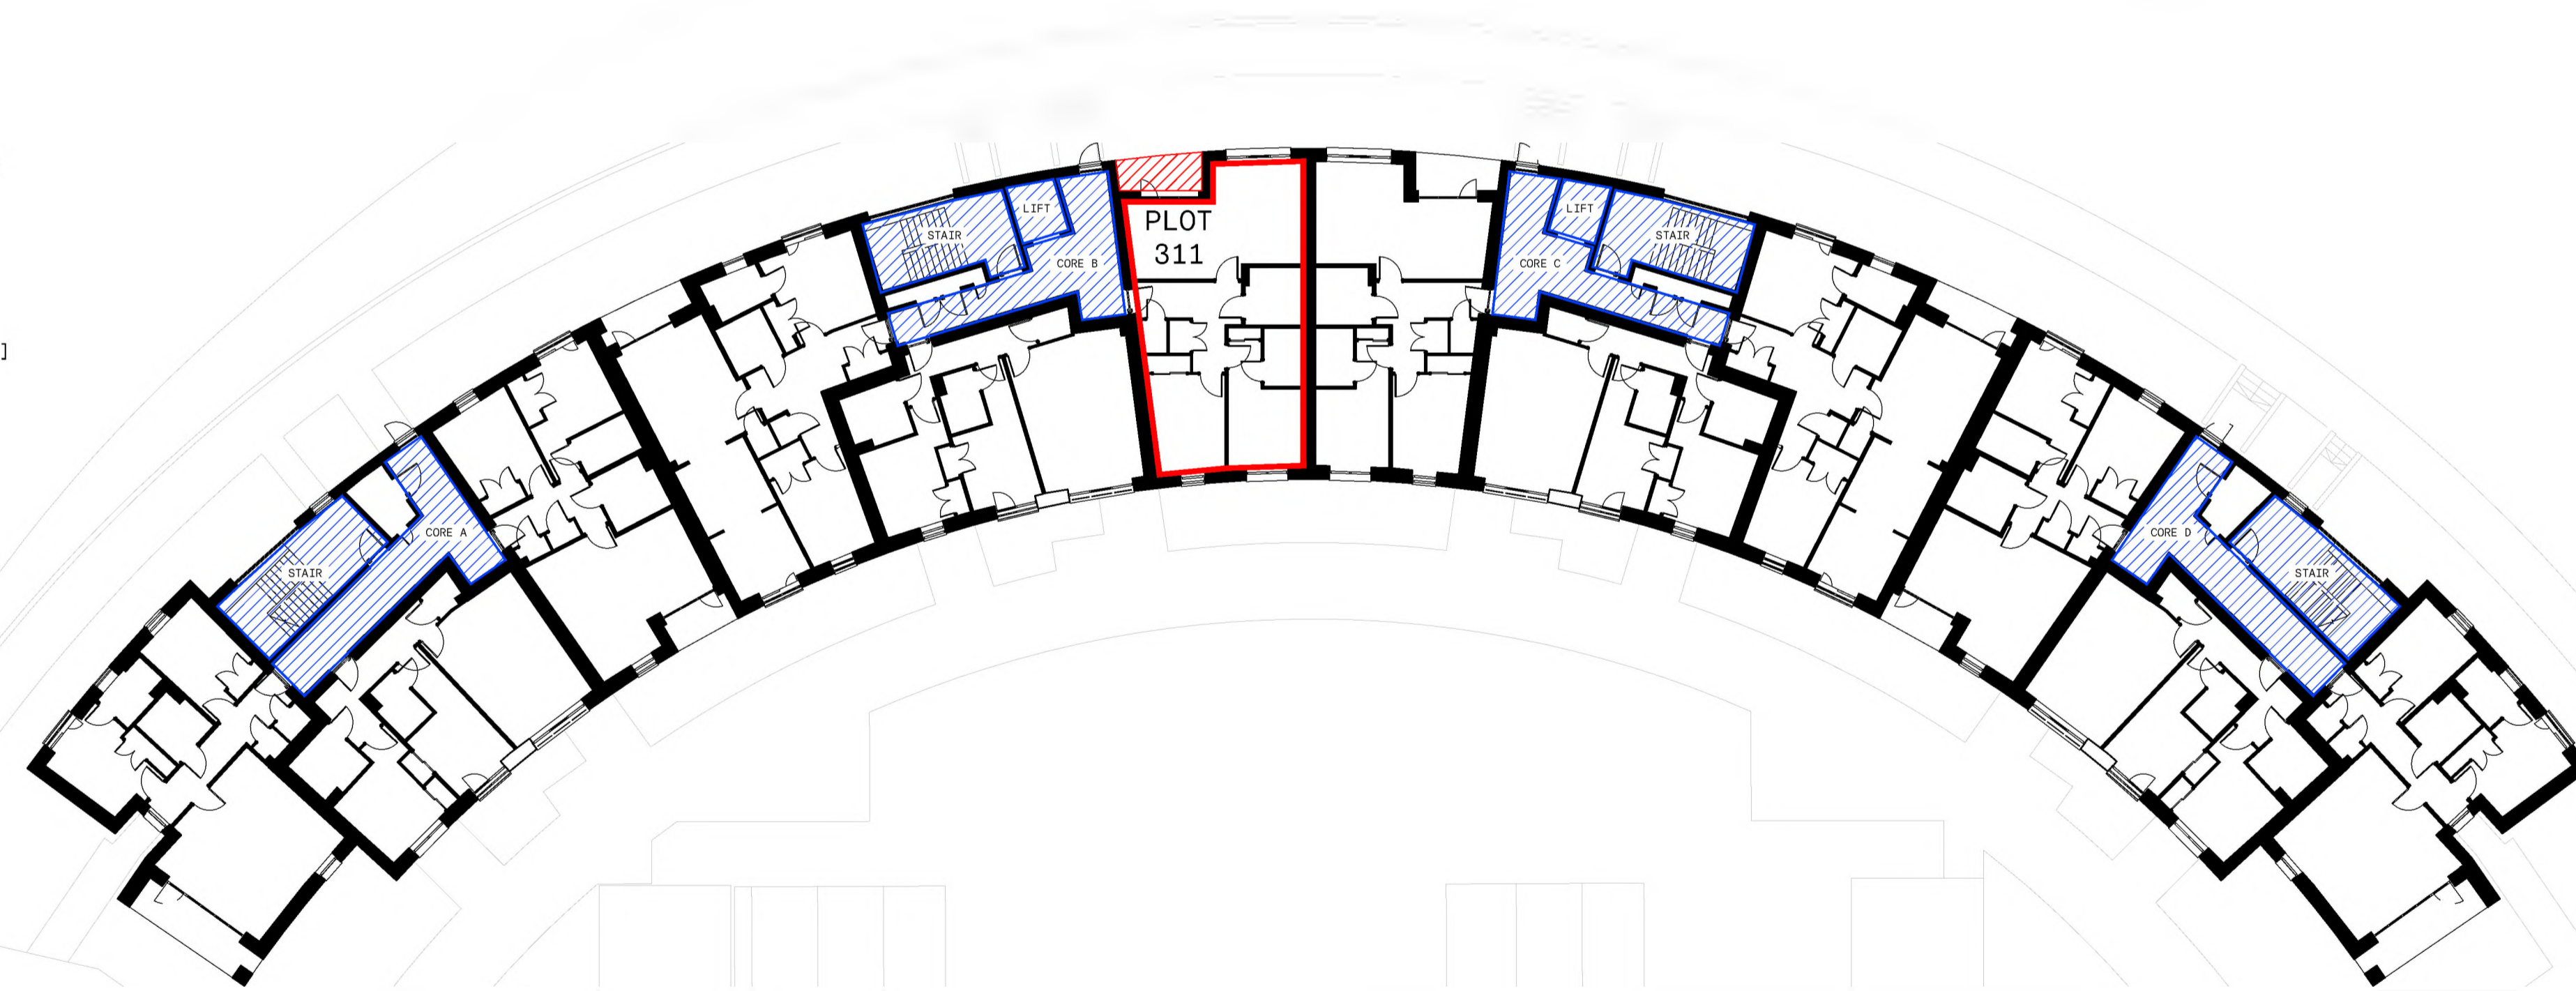 LIFT
LIFT
PLOT
311
STAIR
STAIR
CORE B
CORE C
]
CORE A
CORE D
STAIR
STAIR